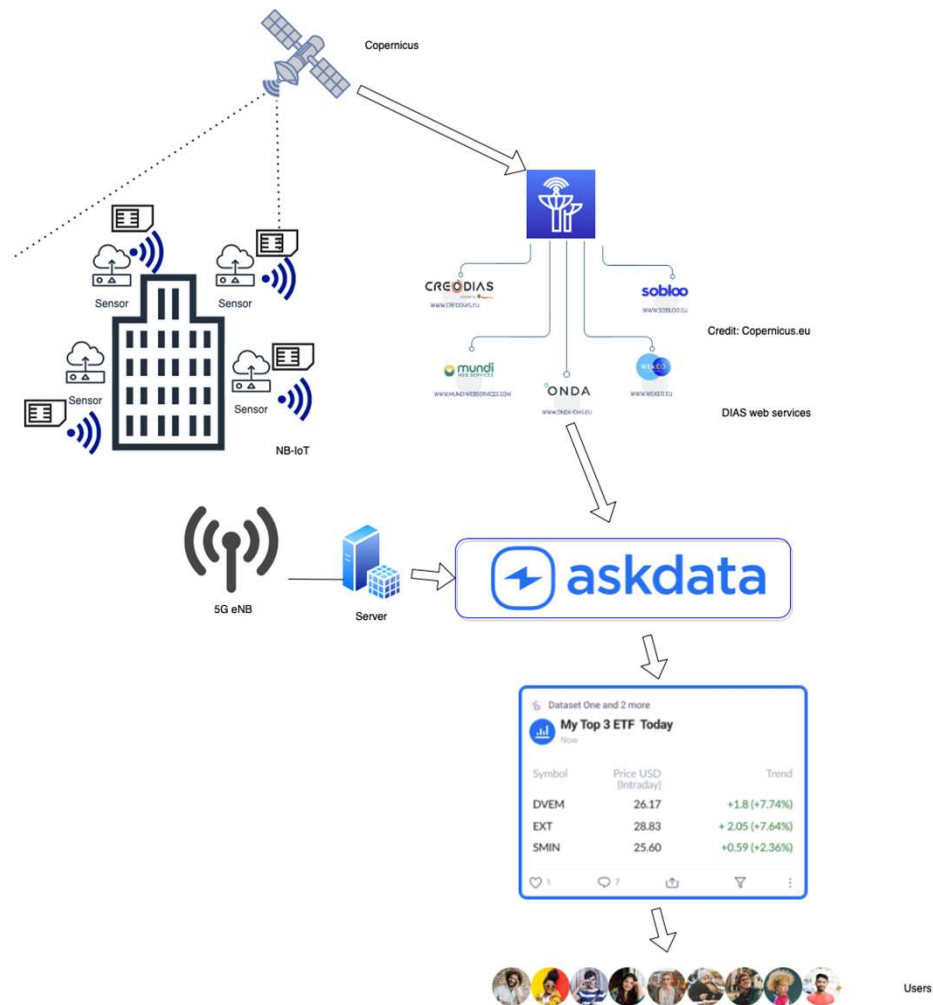 Copernicus
CREODIAS
WWW.CREODIAS.EU
sobloo
WWW.SOBLOO.EU
Credit: Copernicus.eu
mundi
WEB SERVICES
WWW.MUNDIWEBSERVICES.COM
ONDA
WWW.ONDA-DIAS.EU
WEkEO
WWW.WEKEO.EU
DIAS web services
Sensor
Sensor
Sensor
Sensor
NB-IoT
5G eNB
Server
askdata
Dataset One and 2 more
My Top 3 ETF Today
Now
Symbol Price USD (Intraday) Trend
DVEM 26.17 +1.8 (+7.74%)
EXT 28.83 + 2.05 (+7.64%)
SMIN 25.60 +0.59 (+2.36%)
1 7
Users